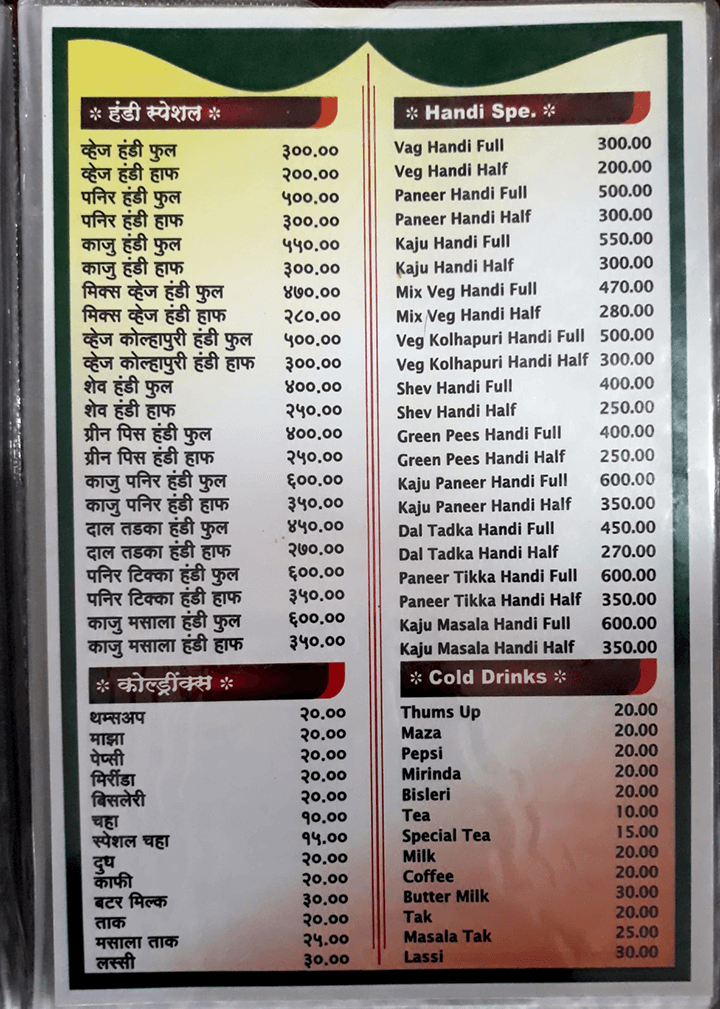 ❊ हंडी स्पेशल ❊
व्हेज हंडी फुल ३००.००
व्हेज हंडी हाफ २००.००
पनिर हंडी फुल ५००.००
पनिर हंडी हाफ ३००.००
काजु हंडी फुल ५५०.००
काजु हंडी हाफ ३००.००
मिक्स व्हेज हंडी फुल ४७०.००
मिक्स व्हेज हंडी हाफ २८०.००
व्हेज कोल्हापुरी हंडी फुल ५००.००
व्हेज कोल्हापुरी हंडी हाफ ३००.००
शेव हंडी फुल ४००.००
शेव हंडी हाफ २५०.००
ग्रीन पिस हंडी फुल ४००.००
ग्रीन पिस हंडी हाफ २५०.००
काजु पनिर हंडी फुल ६००.००
काजु पनिर हंडी हाफ ३५०.००
दाल तडका हंडी फुल ४५०.००
दाल तडका हंडी हाफ २७०.००
पनिर टिक्का हंडी फुल ६००.००
पनिर टिक्का हंडी हाफ ३५०.००
काजु मसाला हंडी फुल ६००.००
काजु मसाला हंडी हाफ ३५०.००
❊ कोल्ड्रींक्स ❊
थम्सअप २०.००
माझा २०.००
पेप्सी २०.००
मिरींडा २०.००
बिसलेरी २०.००
चहा १०.००
स्पेशल चहा १५.००
दुध २०.००
काफी २०.००
बटर मिल्क ३०.००
ताक २०.००
मसाला ताक २५.००
लस्सी ३०.००
❊ Handi Spe. ❊
Vag Handi Full 300.00
Veg Handi Half 200.00
Paneer Handi Full 500.00
Paneer Handi Half 300.00
Kaju Handi Full 550.00
Kaju Handi Half 300.00
Mix Veg Handi Full 470.00
Mix Veg Handi Half 280.00
Veg Kolhapuri Handi Full 500.00
Veg Kolhapuri Handi Half 300.00
Shev Handi Full 400.00
Shev Handi Half 250.00
Green Pees Handi Full 400.00
Green Pees Handi Half 250.00
Kaju Paneer Handi Full 600.00
Kaju Paneer Handi Half 350.00
Dal Tadka Handi Full 450.00
Dal Tadka Handi Half 270.00
Paneer Tikka Handi Full 600.00
Paneer Tikka Handi Half 350.00
Kaju Masala Handi Full 600.00
Kaju Masala Handi Half 350.00
❊ Cold Drinks ❊
Thums Up 20.00
Maza 20.00
Pepsi 20.00
Mirinda 20.00
Bisleri 20.00
Tea 10.00
Special Tea 15.00
Milk 20.00
Coffee 20.00
Butter Milk 30.00
Tak 20.00
Masala Tak 25.00
Lassi 30.00